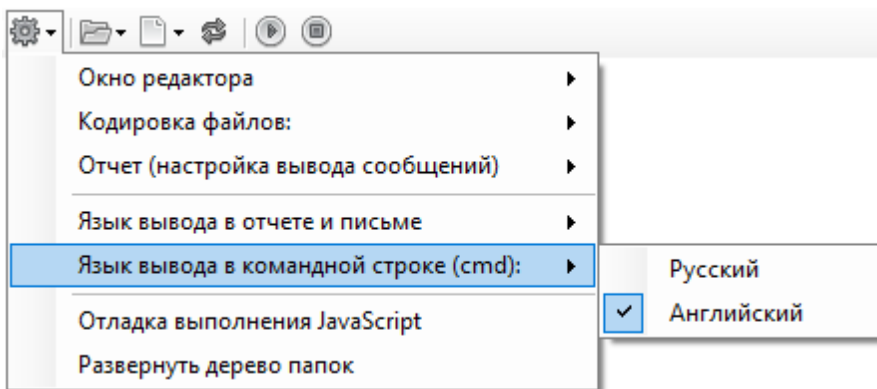 Окно редактора
Кодировка файлов:
Отчет (настройка вывода сообщений)
Язык вывода в отчете и письме
Язык вывода в командной строке (cmd):
Русский
Английский
Отладка выполнения JavaScript
Развернуть дерево папок